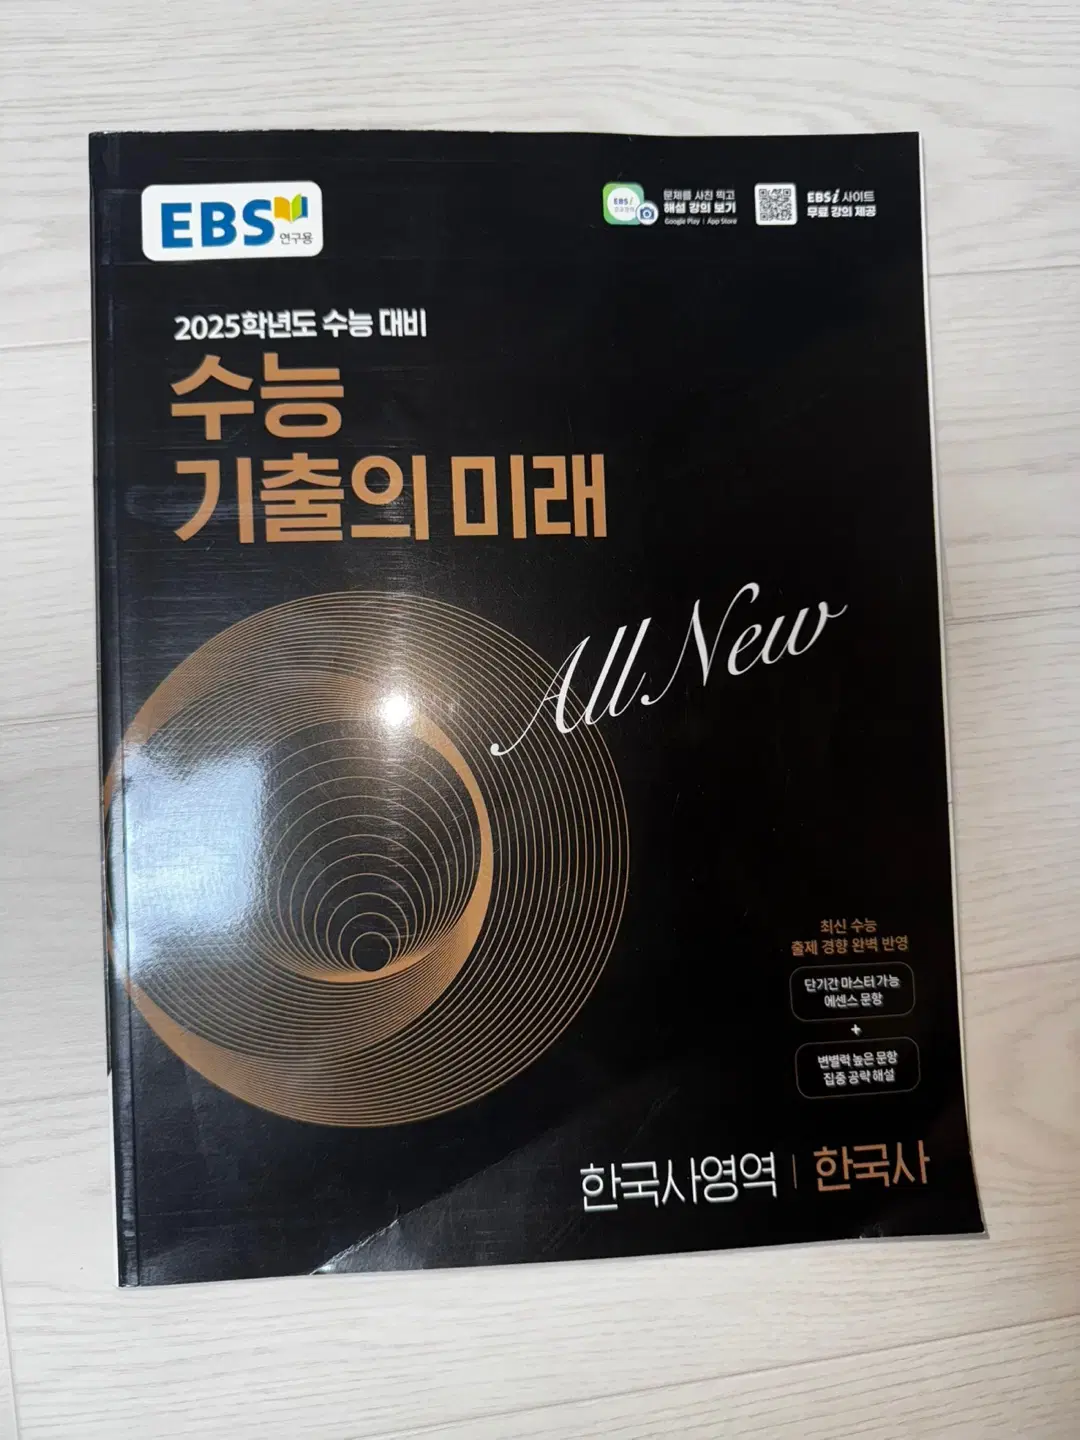 EBS 연구용
문제를 사진 찍고
해설 강의 보기
Google Play | App Store
EBSi 사이트
무료 강의 제공
2025학년도 수능 대비
수능
기출의 미래
All New
최신 수능
출제 경향 완벽 반영
단기간 마스터 가능
에센스 문항
+
변별력 높은 문항
집중 공략 해설
한국사영역 | 한국사